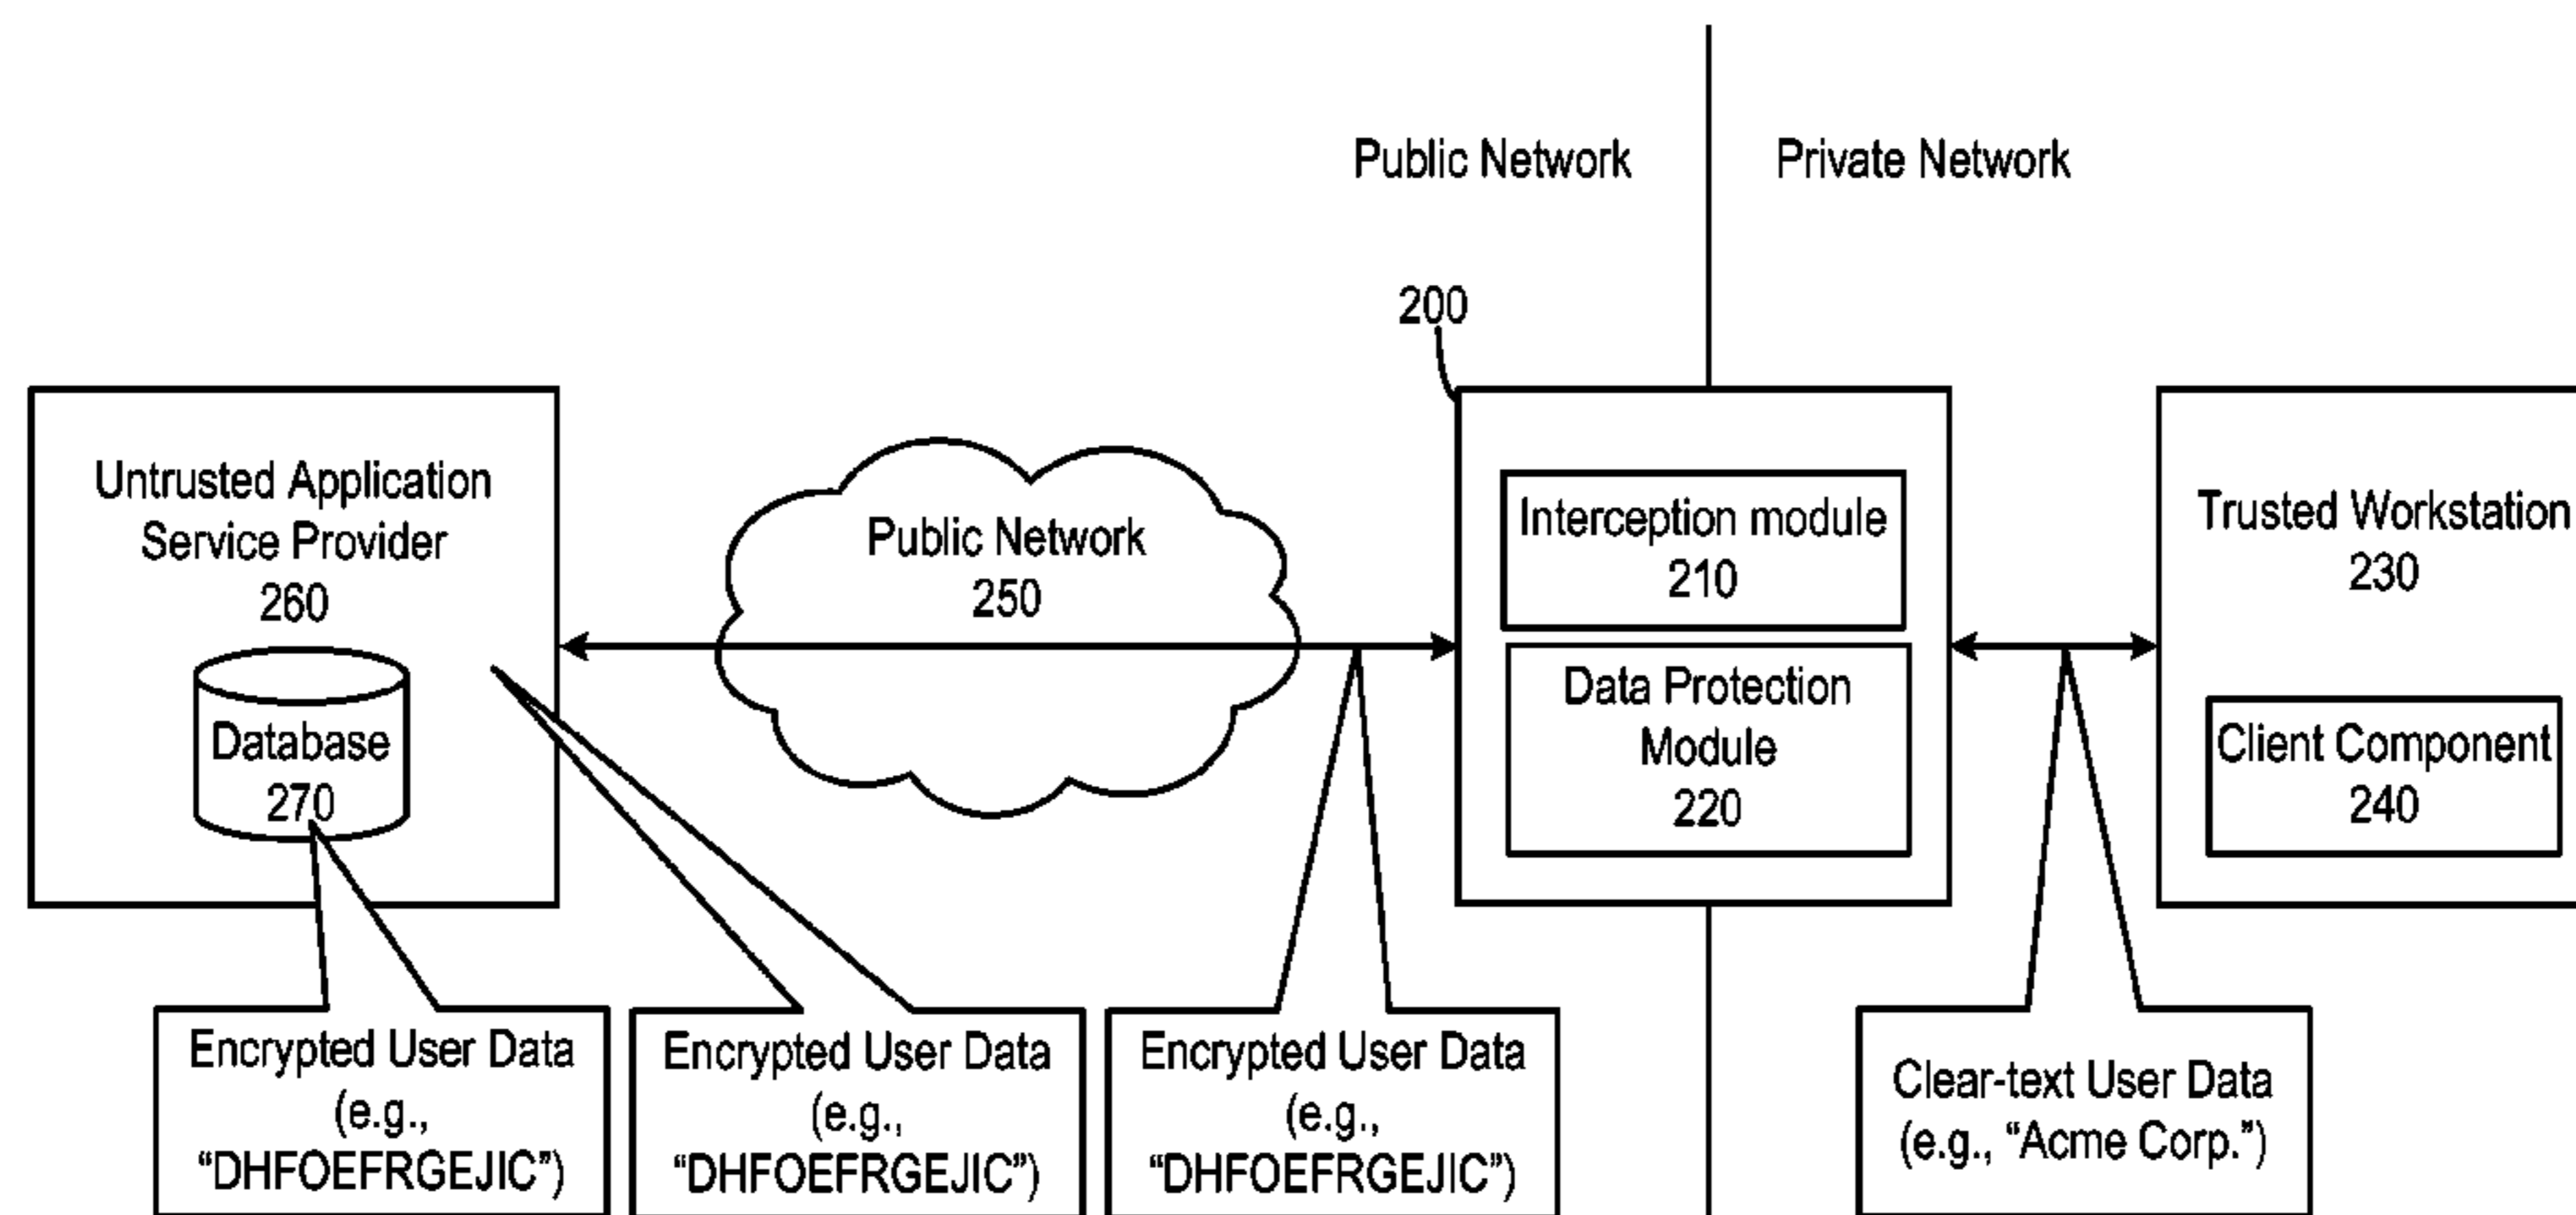 Public Network
Private Network
200
Untrusted Application
Service Provider
260
Database
270
Public Network
250
Interception module
210
Data Protection
Module
220
Trusted Workstation
230
Client Component
240
Encrypted User Data
(e.g.,
“DHFOEFRGEJIC”)
Encrypted User Data
(e.g.,
“DHFOEFRGEJIC”)
Encrypted User Data
(e.g.,
“DHFOEFRGEJIC”)
Clear-text User Data
(e.g., “Acme Corp.”)